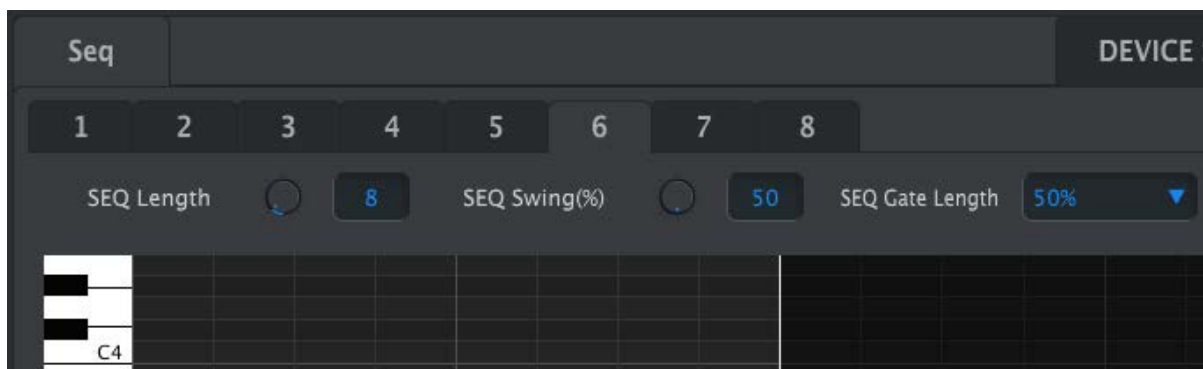 Seq DEVICE
1 2 3 4 5 6 7 8
SEQ Length 8 SEQ Swing(%) 50 SEQ Gate Length 50%
C4